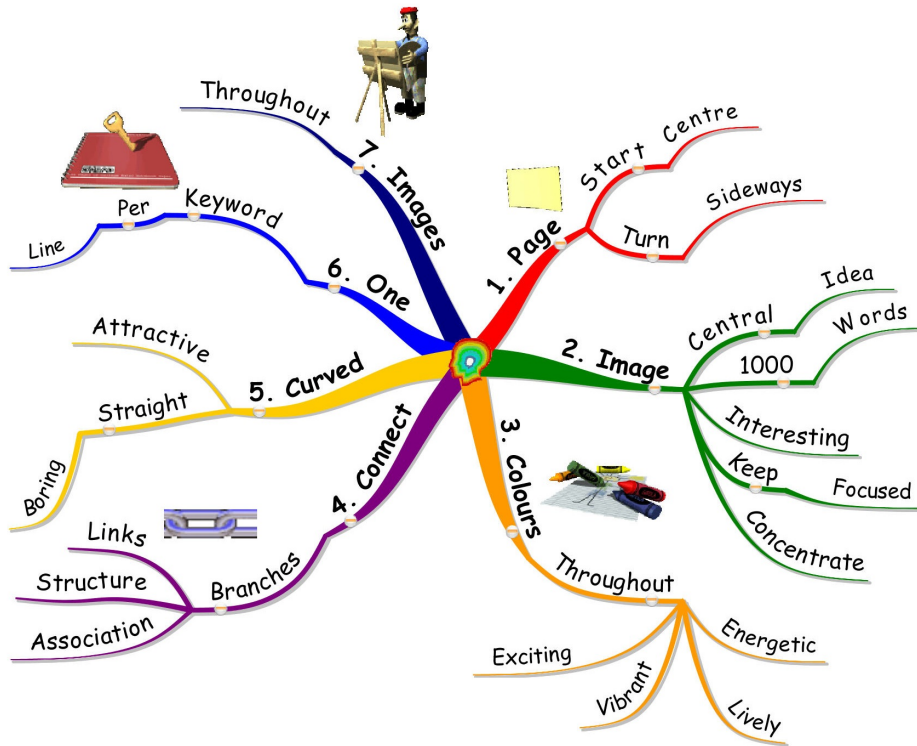 1. Page
Start
Centre
Turn
Sideways
2. Image
Central
Idea
1000
Words
Interesting
Keep
Focused
Concentrate
3. Colours
Throughout
Energetic
Lively
Vibrant
Exciting
4. Connect
Branches
Links
Structure
Association
5. Curved
Attractive
Straight
Boring
6. One
Keyword
Per
Line
7. Images
Throughout